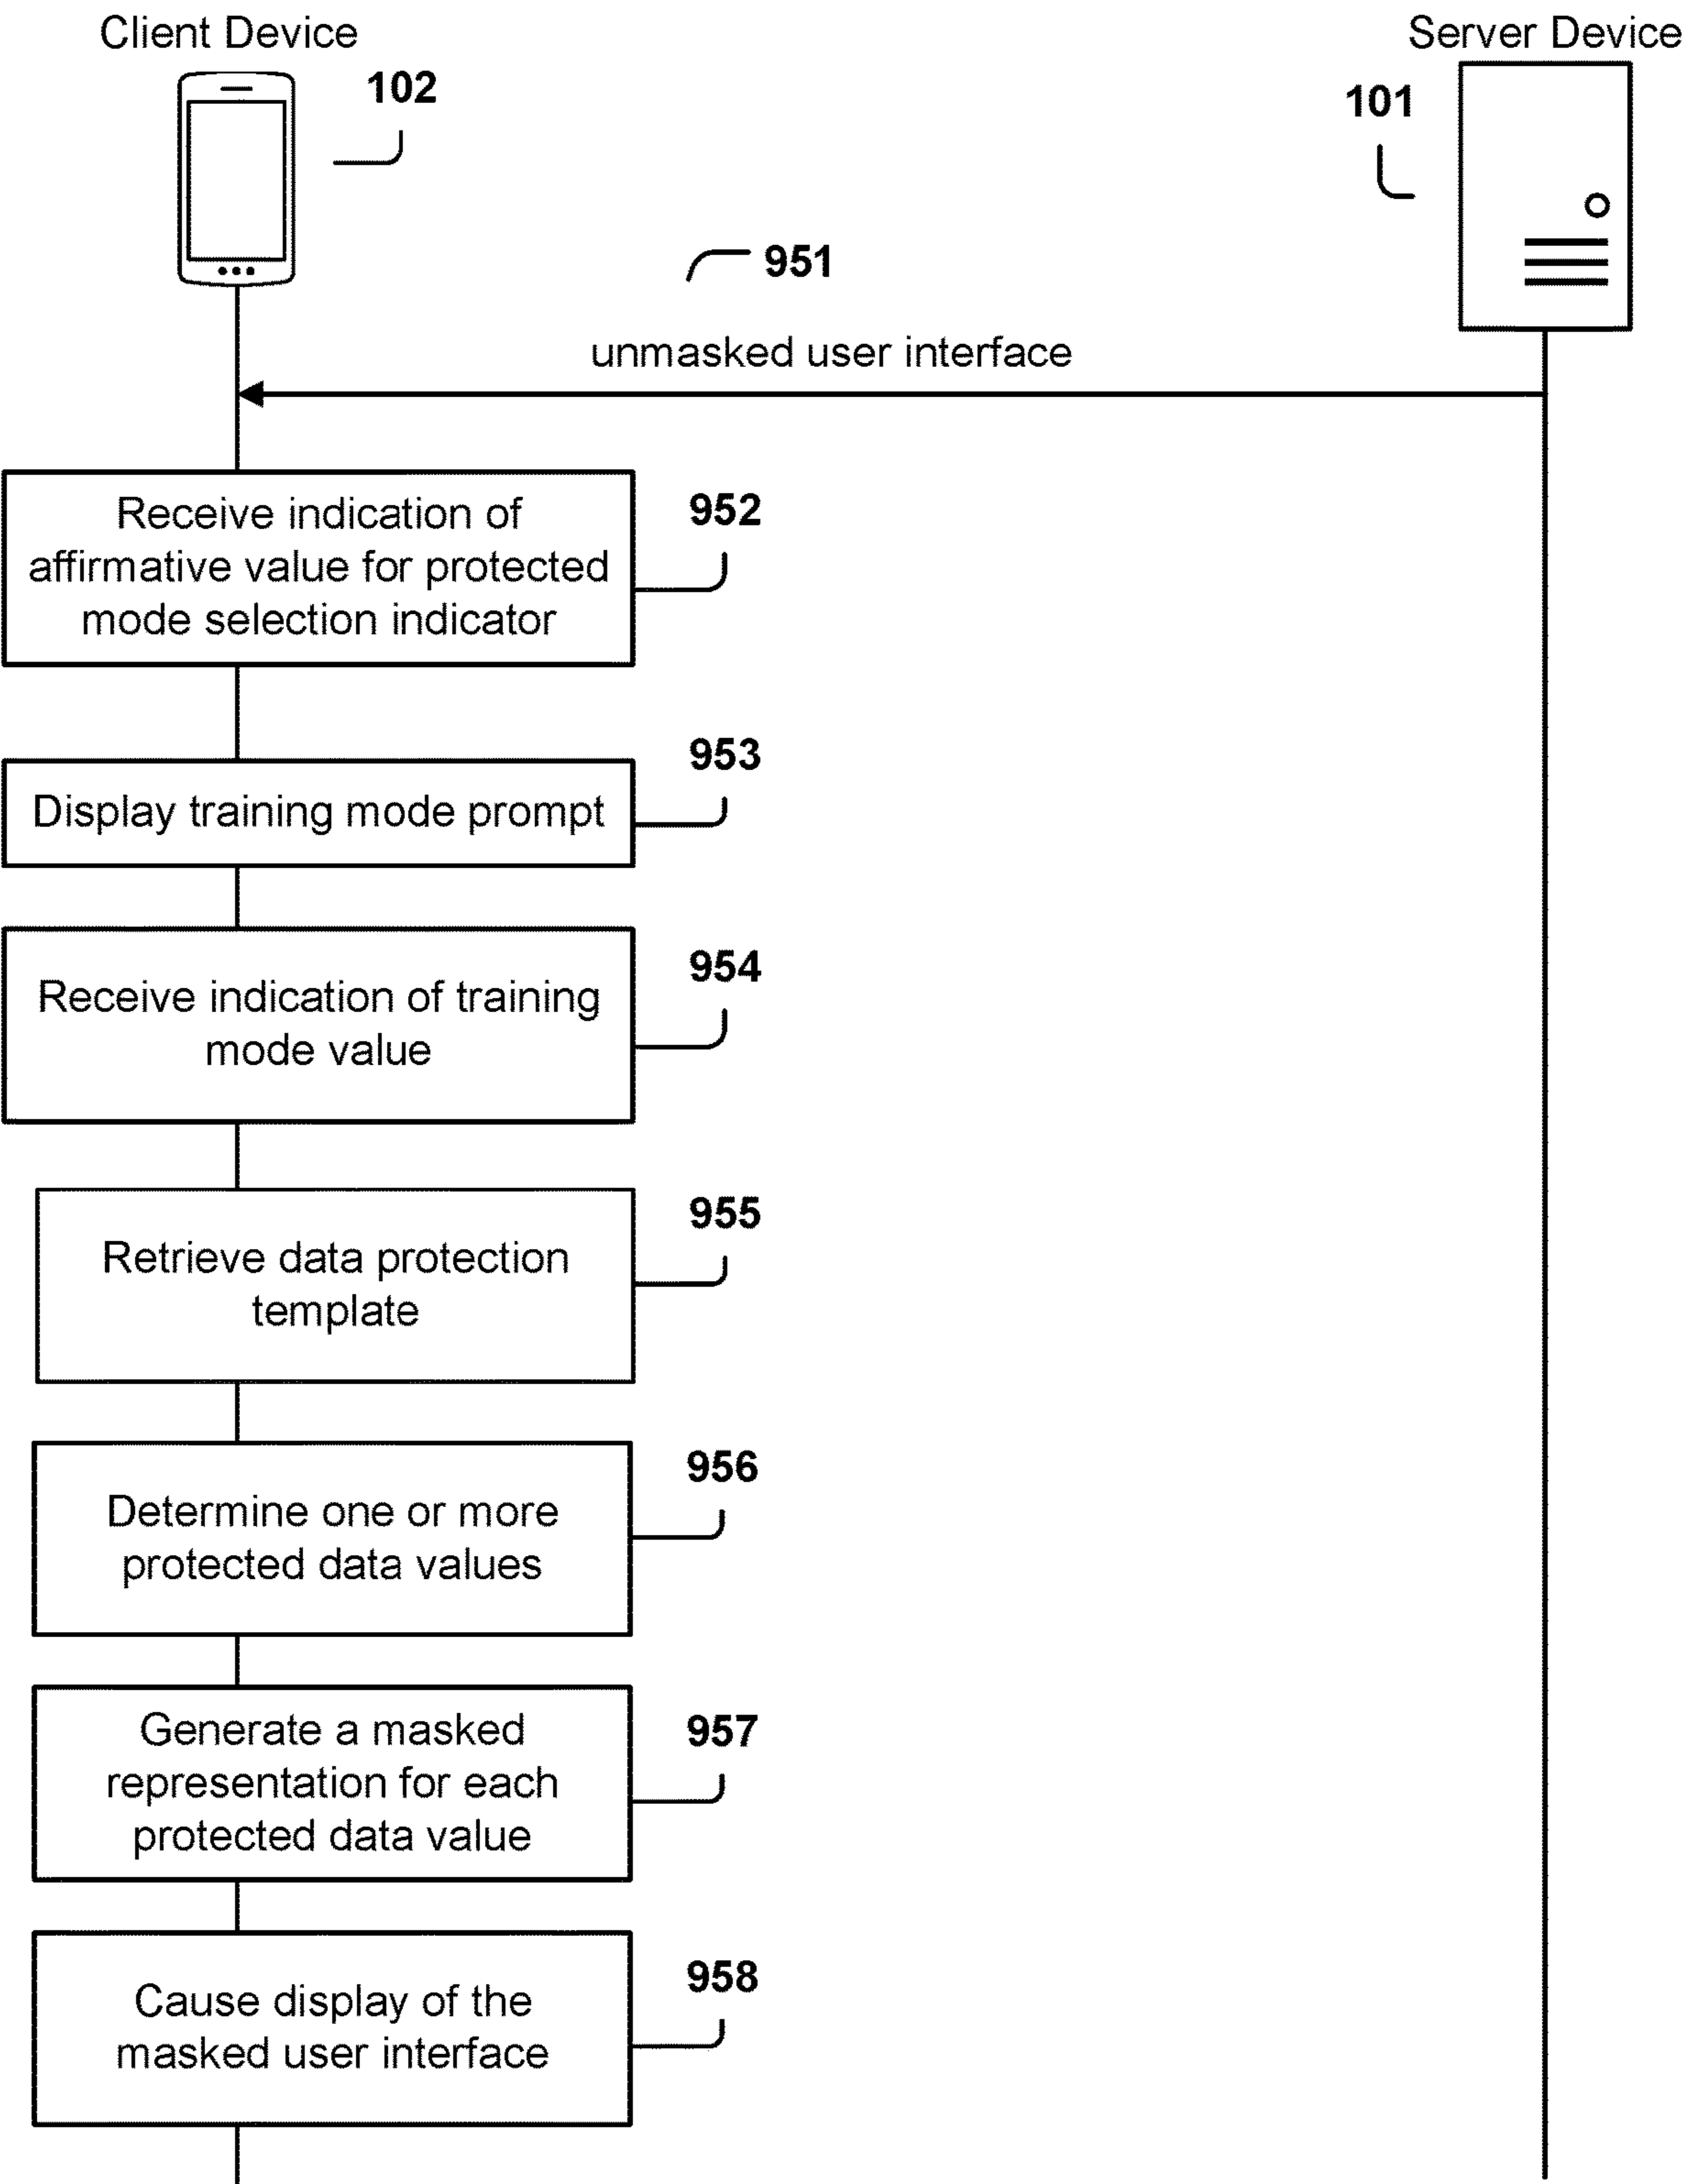 Client Device
Server Device
102
101
951
unmasked user interface
Receive indication of
affirmative value for protected
mode selection indicator
952
Display training mode prompt
953
Receive indication of training
mode value
954
Retrieve data protection
template
955
Determine one or more
protected data values
956
Generate a masked
representation for each
protected data value
957
Cause display of the
masked user interface
958